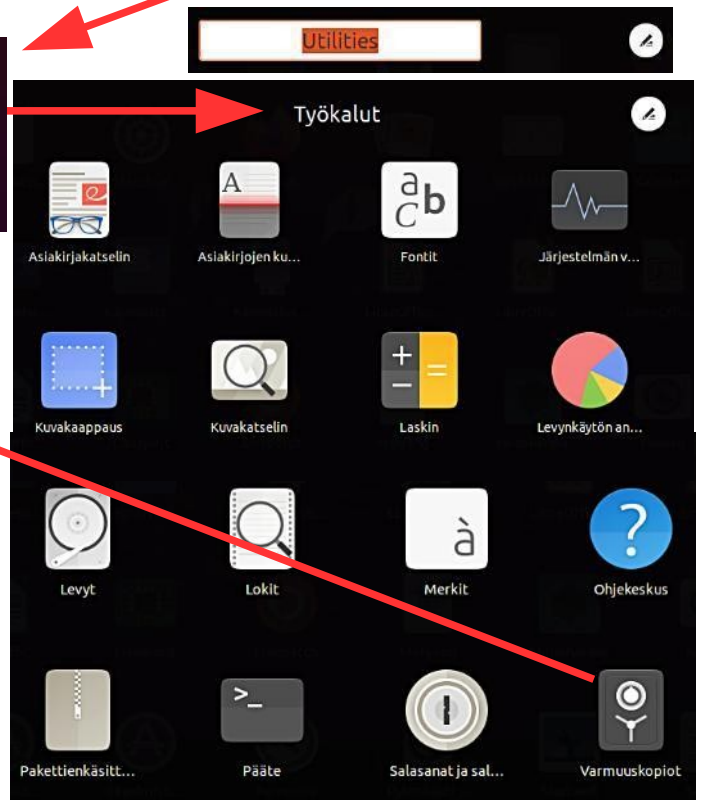 Utilities
Työkalut
Asiakirjakatselin
Asiakirjojen ku...
Fontit
Järjestelmän v...
Kuvakaappaus
Kuvakatselin
Laskin
Levynkäytön an...
Levyt
Lokit
Merkit
Ohjekeskus
Pakettienkäsitt...
Pääte
Salasanat ja sal...
Varmuuskopiot